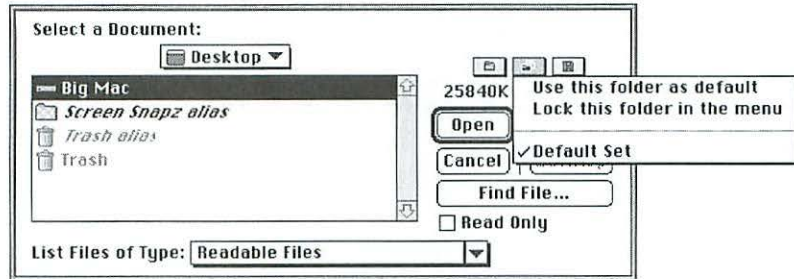 Select a Document:
Desktop
Big Mac
Screen Snapz alias
Trash alias
Trash
25840K
Open
Cancel
Find File...
Read Only
Use this folder as default
Lock this folder in the menu
✓Default Set
List Files of Type: Readable Files